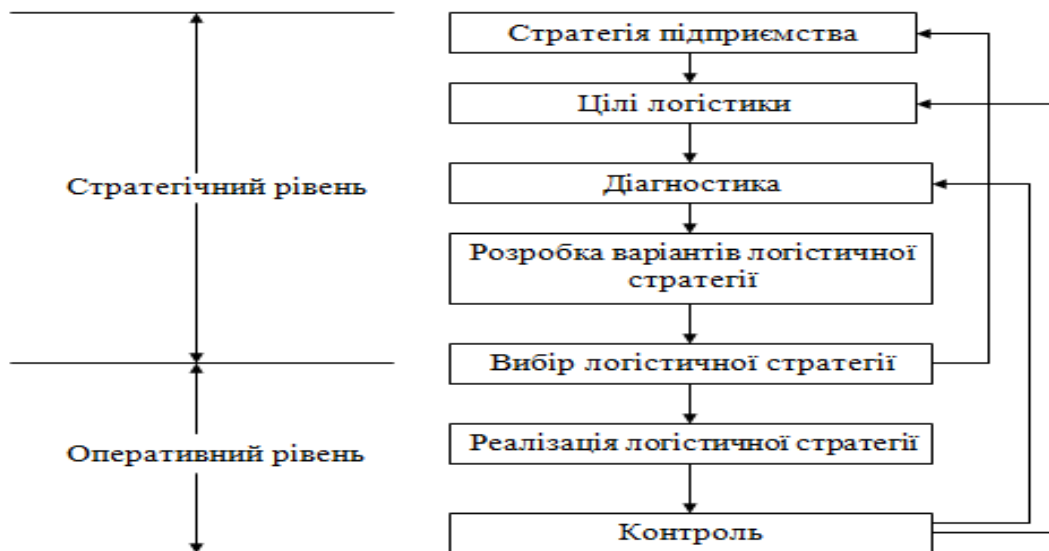 Стратегія підприємства
Цілі логістики
Стратегічний рівень
Діагностика
Розробка варіантів логістичної
стратегії
Вибір логістичної стратегії
Реалізація логістичної стратегії
Оперативний рівень
Контроль